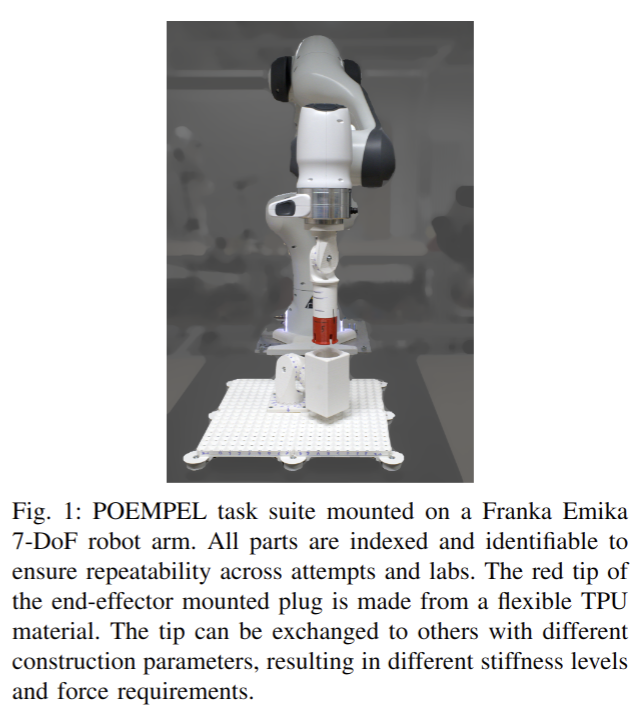 Fig. 1: POEMPEL task suite mounted on a Franka Emika
7-DoF robot arm. All parts are indexed and identifiable to
ensure repeatability across attempts and labs. The red tip of
the end-effector mounted plug is made from a flexible TPU
material. The tip can be exchanged to others with different
construction parameters, resulting in different stiffness levels
and force requirements.